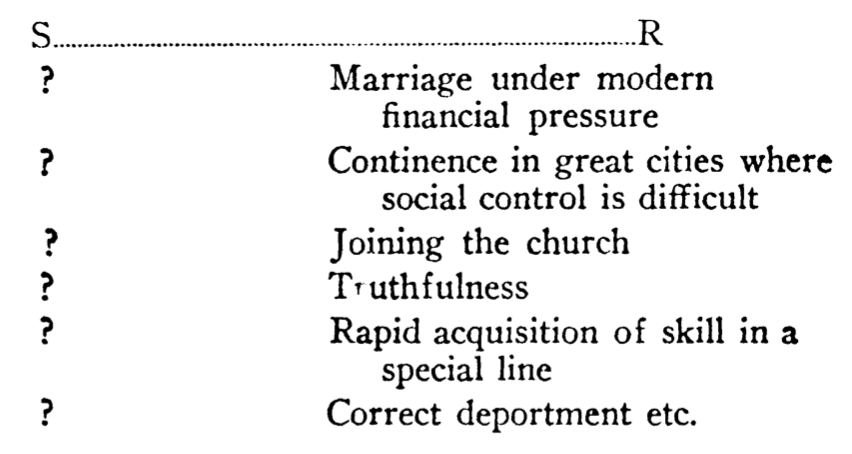 S........................................................................R
? Marriage under modern
financial pressure
? Continence in great cities where
social control is difficult
? Joining the church
? Truthfulness
? Rapid acquisition of skill in a
special line
? Correct deportment etc.